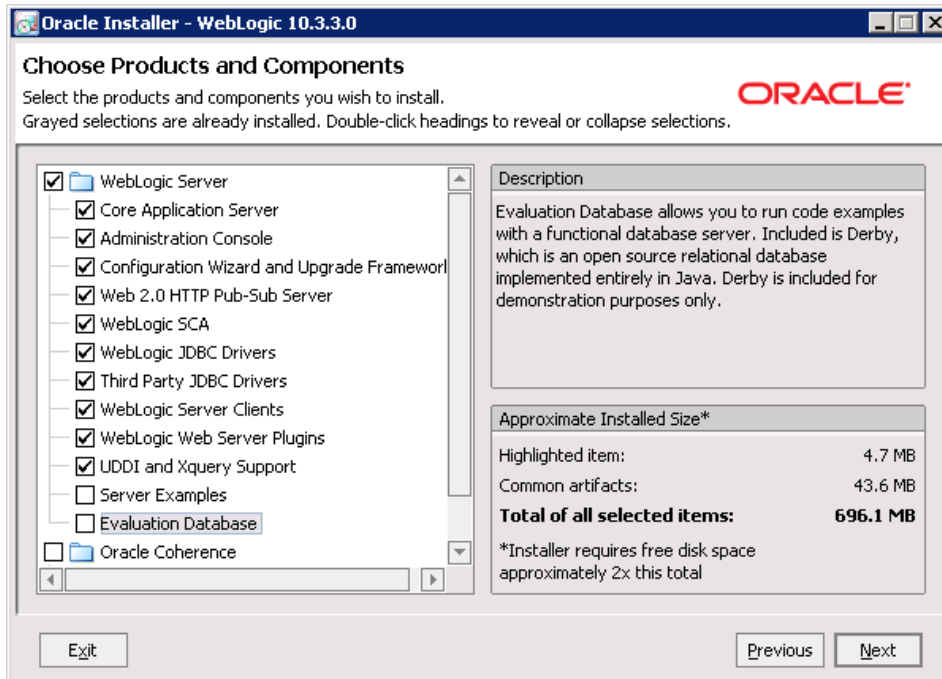 Oracle Installer - WebLogic 10.3.3.0
Choose Products and Components
Select the products and components you wish to install.
Grayed selections are already installed. Double-click headings to reveal or collapse selections.
ORACLE
WebLogic Server
Core Application Server
Administration Console
Configuration Wizard and Upgrade Framework
Web 2.0 HTTP Pub-Sub Server
WebLogic SCA
WebLogic JDBC Drivers
Third Party JDBC Drivers
WebLogic Server Clients
WebLogic Web Server Plugins
UDDI and Xquery Support
Server Examples
Evaluation Database
Oracle Coherence
Description
Evaluation Database allows you to run code examples
with a functional database server. Included is Derby,
which is an open source relational database
implemented entirely in Java. Derby is included for
demonstration purposes only.
Approximate Installed Size*
Highlighted item: 4.7 MB
Common artifacts: 43.6 MB
Total of all selected items: 696.1 MB
*Installer requires free disk space
approximately 2x this total
Exit
Previous
Next